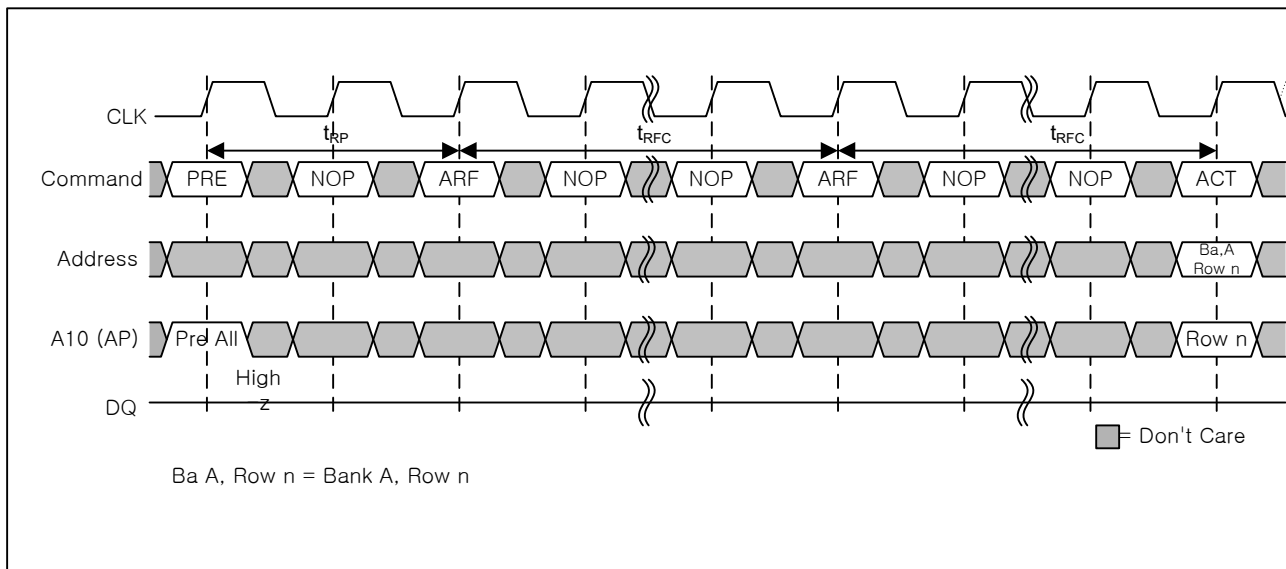 CLK
tRP tRFC tRFC
Command PRE NOP ARF NOP NOP ARF NOP NOP ACT
Address Ba,A
Row n
A10 (AP) Pre All Row n
High
-z
DQ
= Don't Care
Ba A, Row n = Bank A, Row n